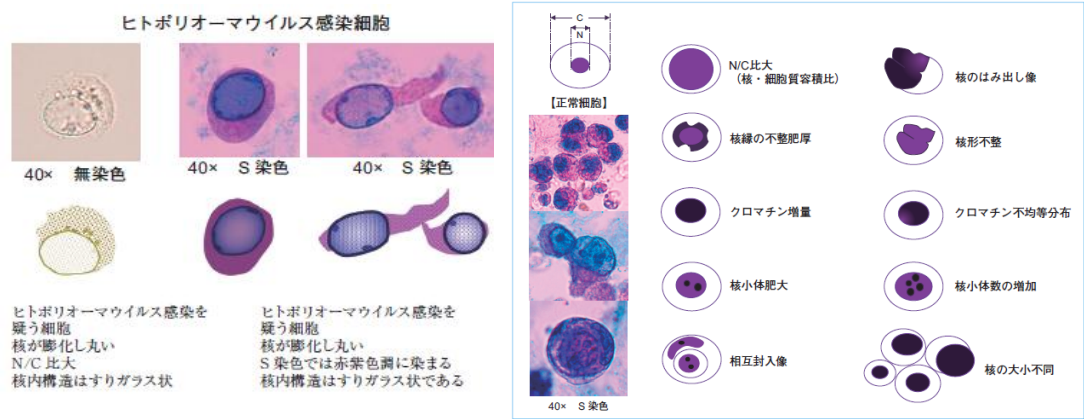 ヒトポリオーマウイルス感染細胞
40× 無染色
40× S 染色
40× S 染色
ヒトポリオーマウイルス感染を
疑う細胞
核が膨化し丸い
N/C 比大
核内構造はすりガラス状
ヒトポリオーマウイルス感染を
疑う細胞
核が膨化し丸い
S 染色では赤紫色調に染まる
核内構造はすりガラス状である
C
N
【正常細胞】
40× S 染色
N/C比大
（核・細胞質容積比）
核のはみ出し像
核縁の不整肥厚
核形不整
クロマチン増量
クロマチン不均等分布
核小体肥大
核小体数の増加
相互封入像
核の大小不同